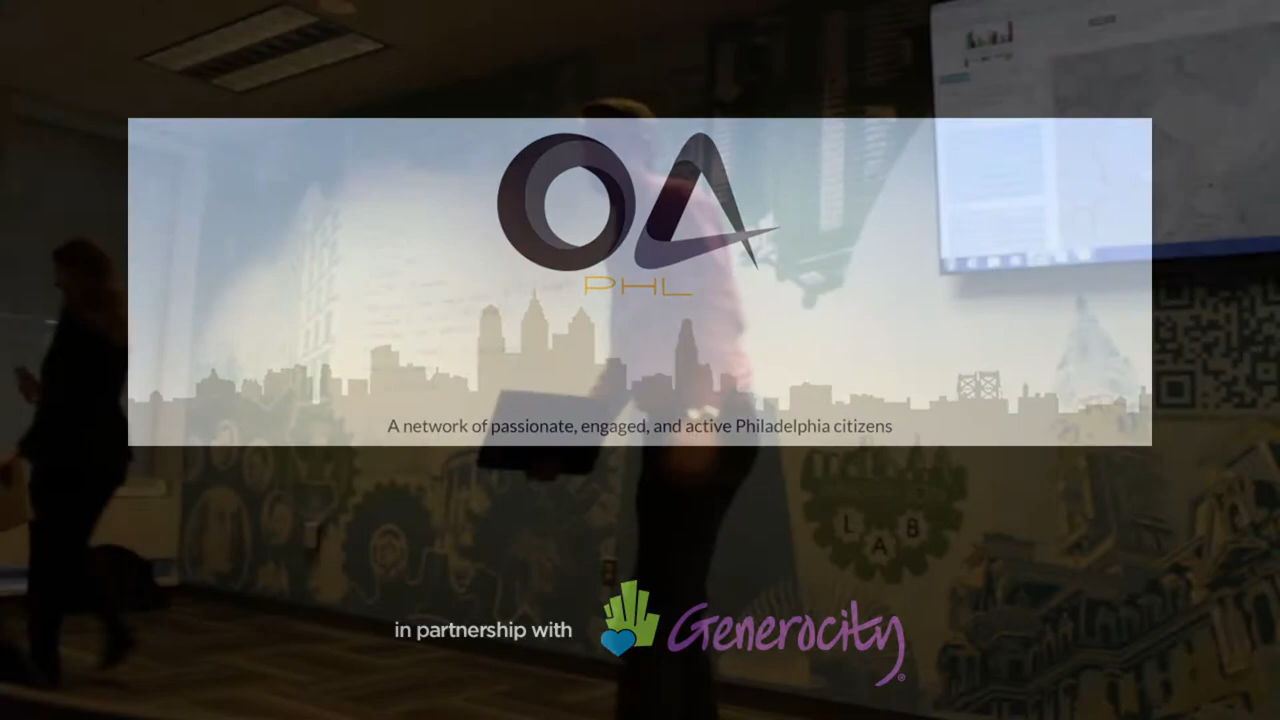 OA
PHL
A network of passionate, engaged, and active Philadelphia citizens
L A B
in partnership with
Generocity®